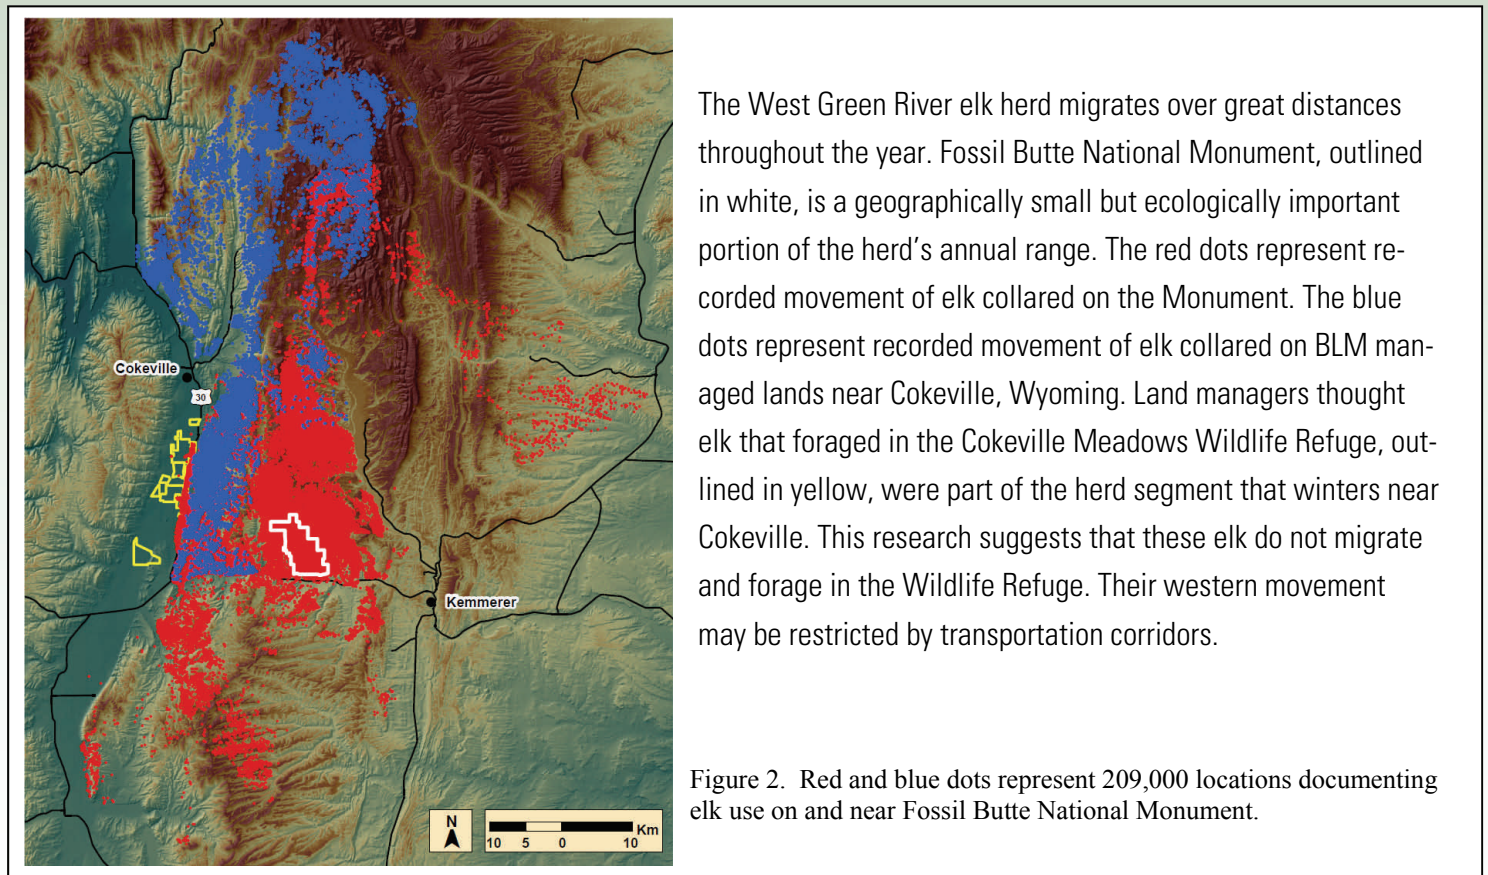 The West Green River elk herd migrates over great distances
throughout the year. Fossil Butte National Monument, outlined
in white, is a geographically small but ecologically important
portion of the herd's annual range. The red dots represent re-
corded movement of elk collared on the Monument. The blue
dots represent recorded movement of elk collared on BLM man-
aged lands near Cokeville, Wyoming. Land managers thought
elk that foraged in the Cokeville Meadows Wildlife Refuge, out-
lined in yellow, were part of the herd segment that winters near
Cokeville. This research suggests that these elk do not migrate
and forage in the Wildlife Refuge. Their western movement
may be restricted by transportation corridors.
Cokeville
30
Kemmerer
N
10 5 0 10 Km
Figure 2. Red and blue dots represent 209,000 locations documenting
elk use on and near Fossil Butte National Monument.